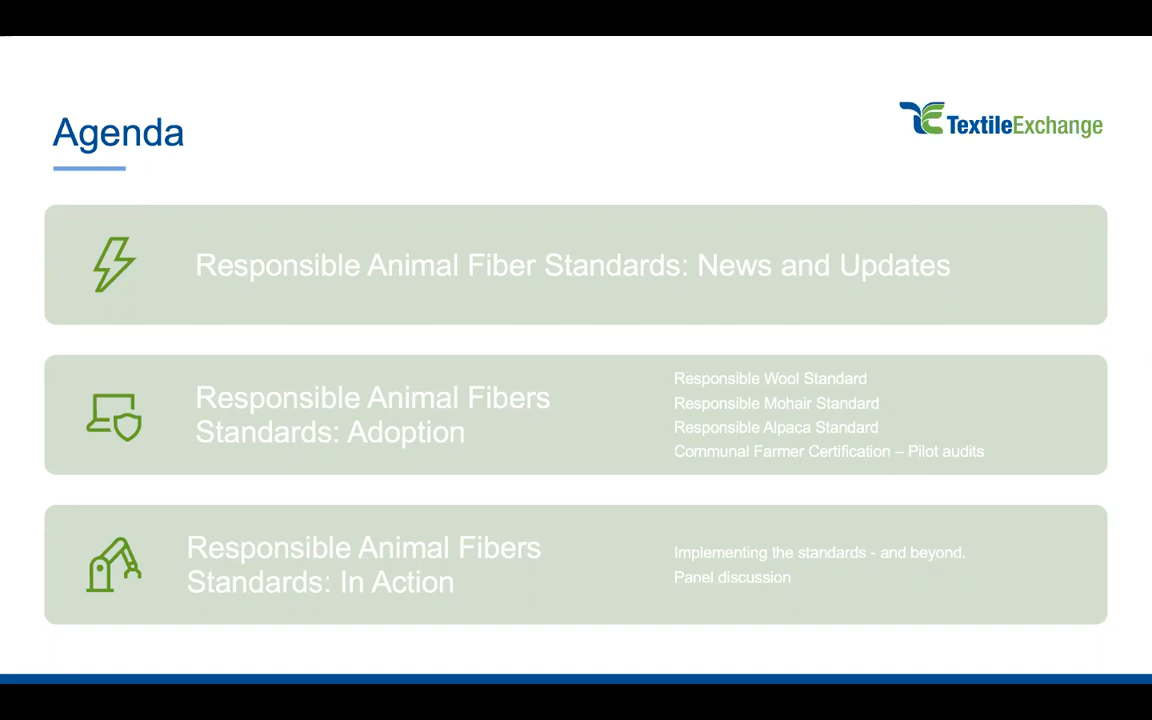 Agenda
TextileExchange
Responsible Animal Fiber Standards: News and Updates
Responsible Animal Fibers
Standards: Adoption
Responsible Wool Standard
Responsible Mohair Standard
Responsible Alpaca Standard
Communal Farmer Certification – Pilot audits
Responsible Animal Fibers
Standards: In Action
Implementing the standards - and beyond.
Panel discussion